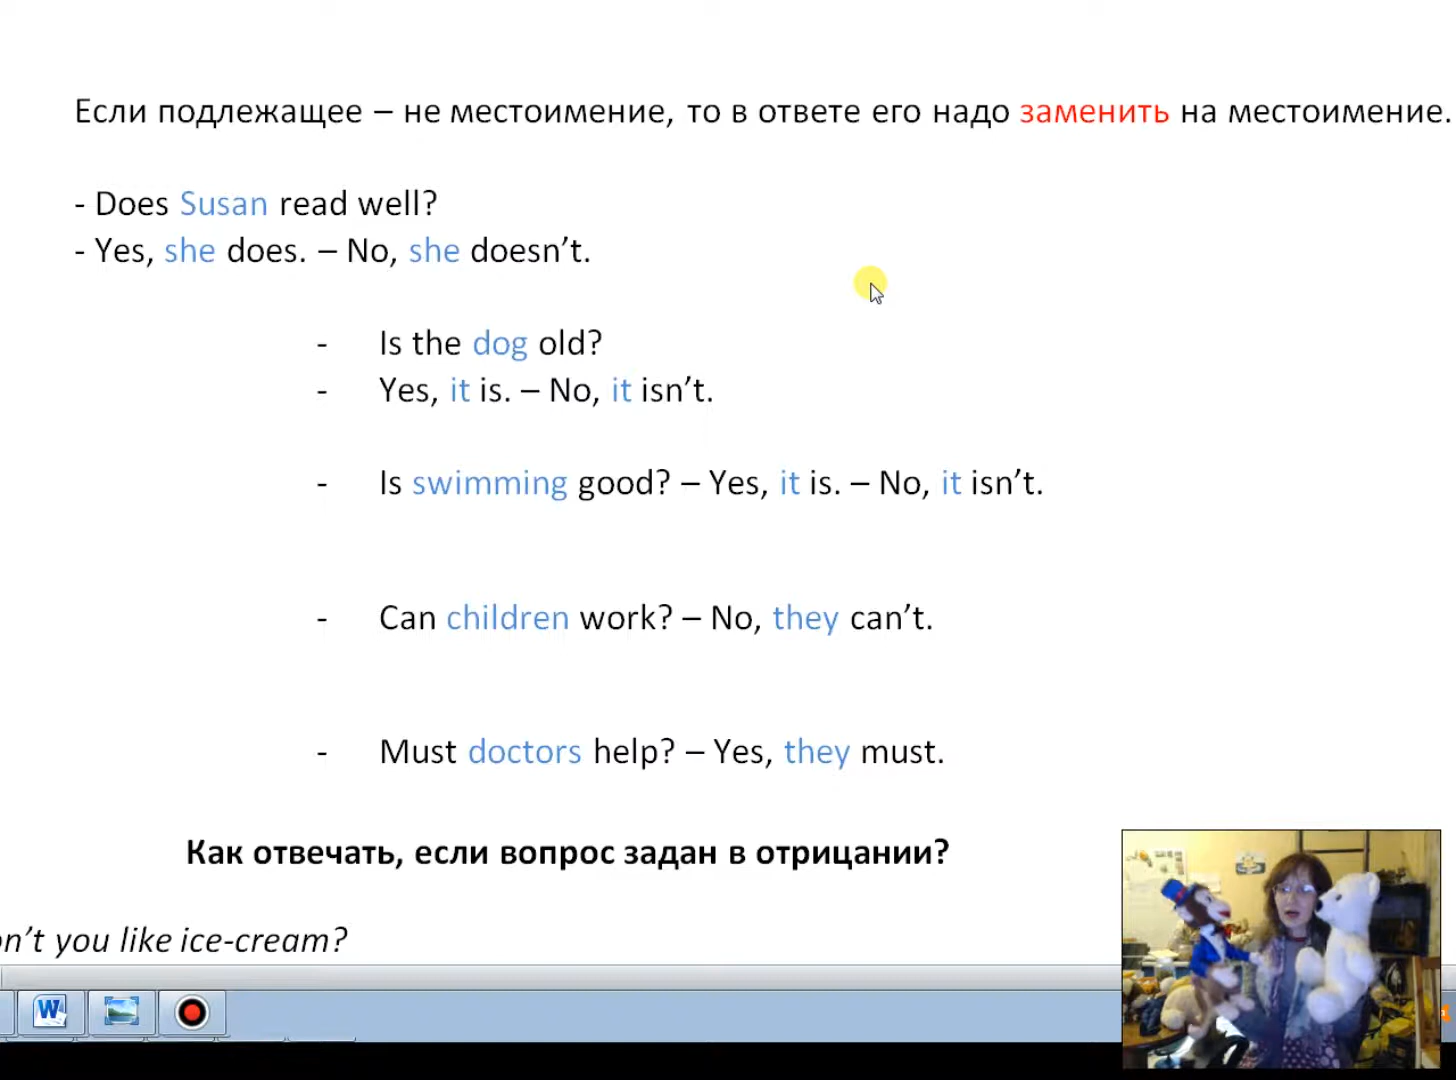 Если подлежащее – не местоимение, то в ответе его надо заменить на местоимение.
- Does Susan read well?
- Yes, she does. – No, she doesn’t.
- Is the dog old?
- Yes, it is. – No, it isn’t.
- Is swimming good? – Yes, it is. – No, it isn’t.
- Can children work? – No, they can’t.
- Must doctors help? – Yes, they must.
Как отвечать, если вопрос задан в отрицании?
n’t you like ice-cream?